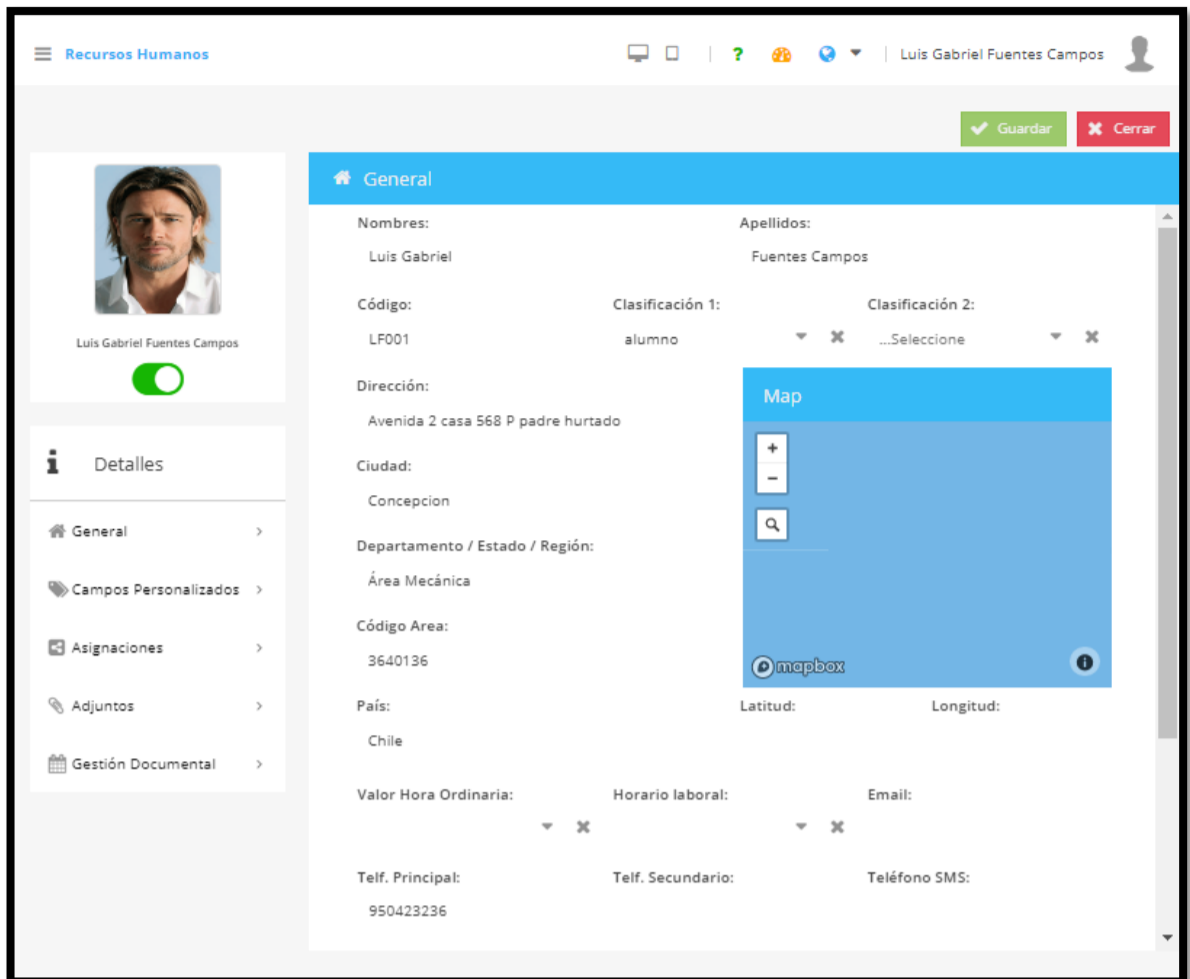 Recursos Humanos
? Luis Gabriel Fuentes Campos
Guardar Cerrar
Luis Gabriel Fuentes Campos
i Detalles
General
Campos Personalizados
Asignaciones
Adjuntos
Gestión Documental
General
Nombres: Apellidos:
Luis Gabriel Fuentes Campos
Código: Clasificación 1: Clasificación 2:
LF001 alumno ...Seleccione
Dirección:
Avenida 2 casa 568 P padre hurtado
Map
+
−
Ciudad:
Concepcion
Departamento / Estado / Región:
Área Mecánica
Código Area:
3640136
mapbox
País: Latitud: Longitud:
Chile
Valor Hora Ordinaria: Horario laboral: Email:
Telf. Principal: Telf. Secundario: Teléfono SMS:
950423236